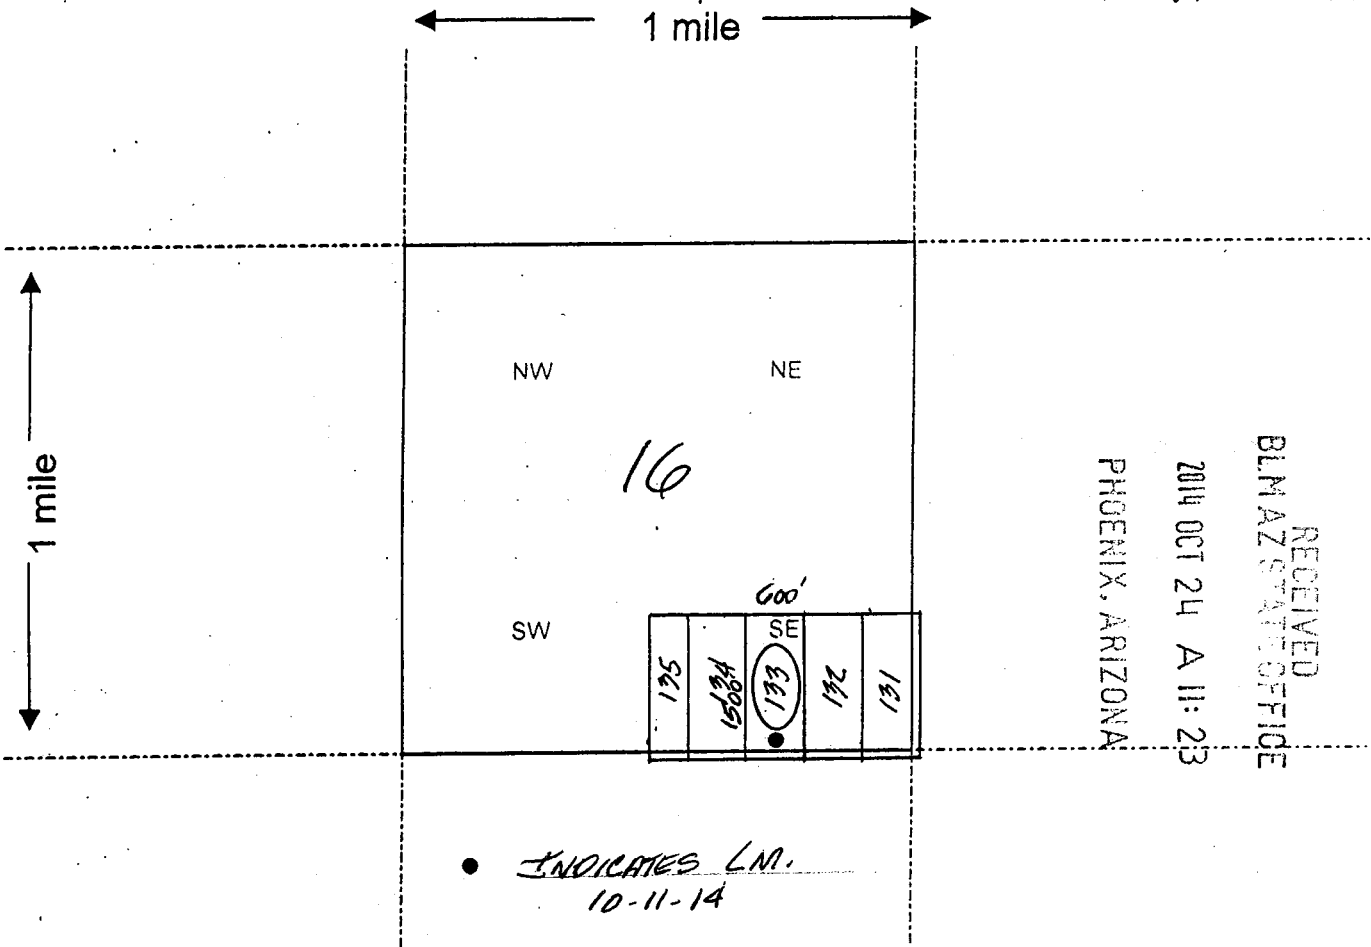 1 mile
1 mile
NW
NE
16
SW
600'
SE
135
134
1500'
133
132
131
RECEIVED
BLM AZ STATE OFFICE
2014 OCT 24 A 11: 23
PHOENIX, ARIZONA
INDICATES LM.
10-11-14